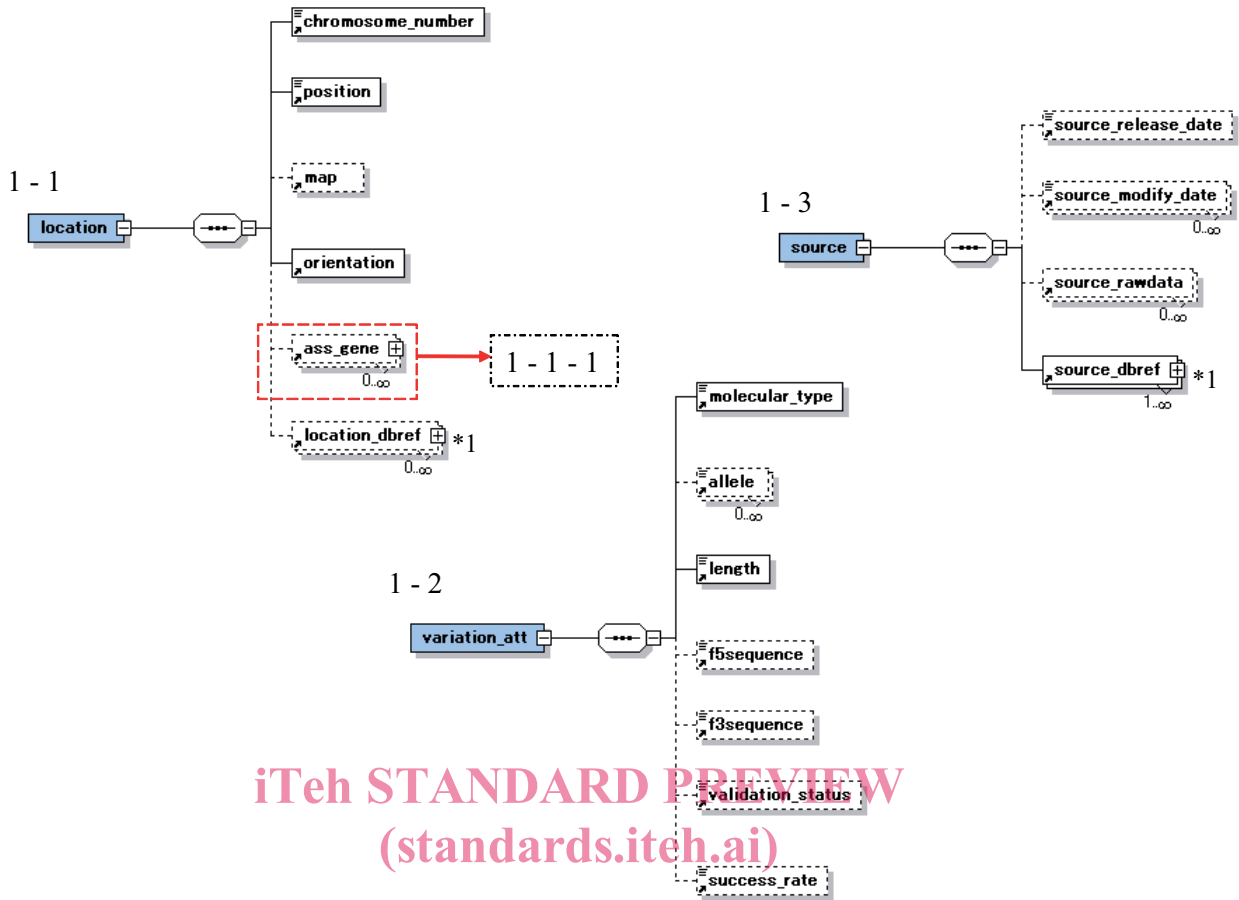 1 - 1
location
chromosome_number
position
map
orientation
ass_gene
0..∞
1 - 1 - 1
location_dbref
*1
0..∞
1 - 3
source
source_release_date
source_modify_date
0..∞
source_rawdata
0..∞
source_dbref
*1
1..∞
1 - 2
variation_att
molecular_type
allele
0..∞
length
f5sequence
f3sequence
validation_status
success_rate
iTeh STANDARD PREVIEW
(standards.iteh.ai)